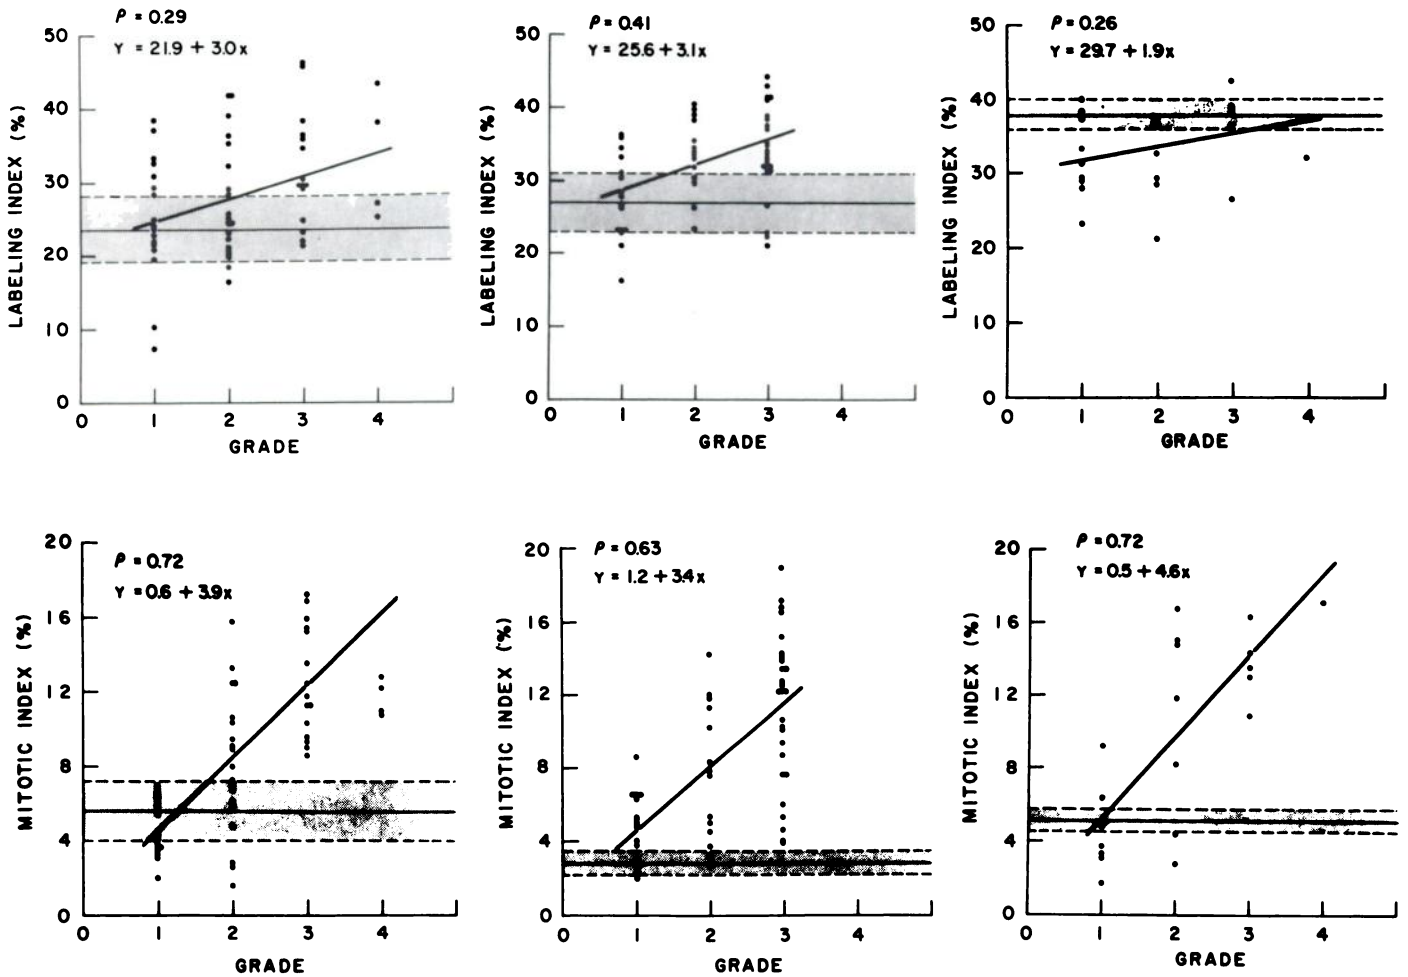 ρ = 0.29
Y = 21.9 + 3.0x
50
40
30
20
10
0
LABELING INDEX (%)
0 1 2 3 4
GRADE
ρ = 0.41
Y = 25.6 + 3.1x
50
40
30
20
10
0
LABELING INDEX (%)
0 1 2 3 4
GRADE
ρ = 0.26
Y = 29.7 + 1.9x
50
40
30
20
10
0
LABELING INDEX (%)
0 1 2 3 4
GRADE
ρ = 0.72
Y = 0.6 + 3.9x
20
16
12
8
4
0
MITOTIC INDEX (%)
0 1 2 3 4
GRADE
ρ = 0.63
Y = 1.2 + 3.4x
20
16
12
8
4
0
MITOTIC INDEX (%)
0 1 2 3 4
GRADE
ρ = 0.72
Y = 0.5 + 4.6x
20
16
12
8
4
0
MITOTIC INDEX (%)
0 1 2 3 4
GRADE